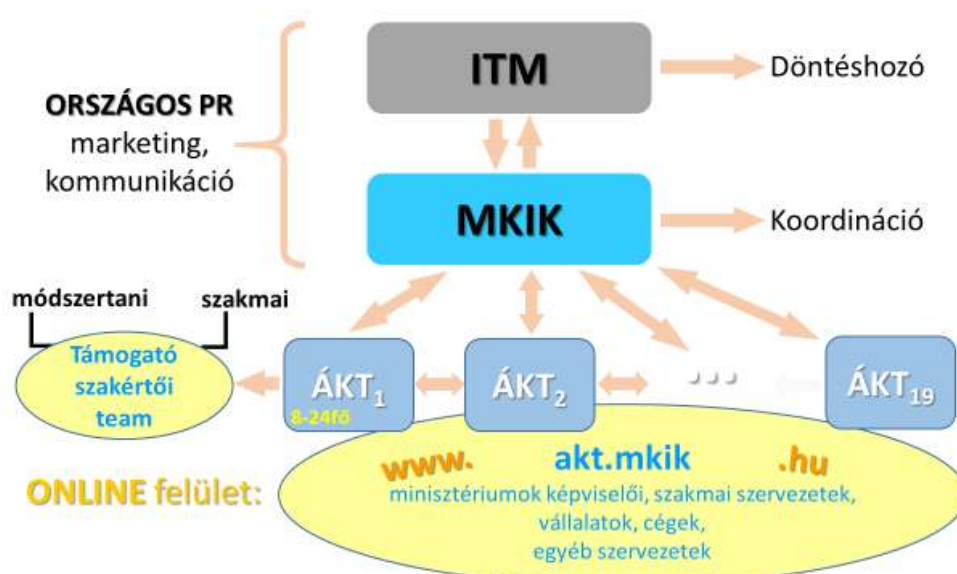 ITM
Döntéshozó
ORSZÁGOS PR
marketing,
kommunikáció
MKIK
Koordináció
módszertani
szakmai
Támogató
szakértői
team
ÁKT1
8-24fő
ÁKT2
...
ÁKT19
ONLINE felület:
www. akt.mkik .hu
minisztériumok képviselői, szakmai szervezetek,
vállalatok, cégek,
egyéb szervezetek